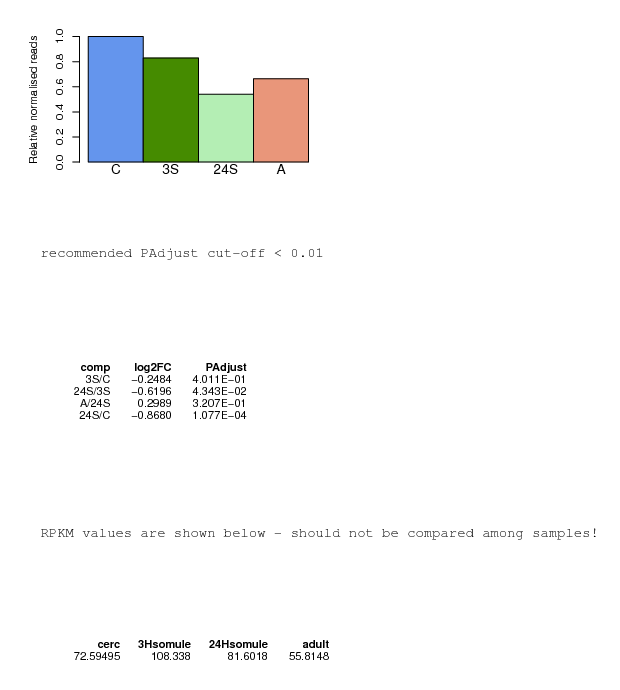 Relative normalised reads
1.0
0.8
0.6
0.4
0.2
0.0
C 3S 24S A
recommended PAdjust cut-off < 0.01
comp log2FC PAdjust
3S/C −0.2484 4.011E−01
24S/3S −0.6196 4.343E−02
A/24S 0.2989 3.207E−01
24S/C −0.8680 1.077E−04
RPKM values are shown below - should not be compared among samples!
cerc 3Hsomule 24Hsomule adult
72.59495 108.338 81.6018 55.8148